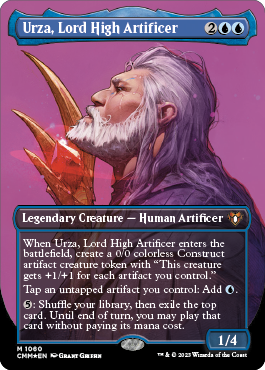 Urza, Lord High Artificer 2
Legendary Creature — Human Artificer
When Urza, Lord High Artificer enters the
battlefield, create a 0/0 colorless Construct
artifact creature token with “This creature
gets +1/+1 for each artifact you control.”
Tap an untapped artifact you control: Add
5: Shuffle your library, then exile the top
card. Until end of turn, you may play that
card without paying its mana cost.
1/4
M 1060
CMM★EN Grant Griffin
™ & © 2023 Wizards of the Coast